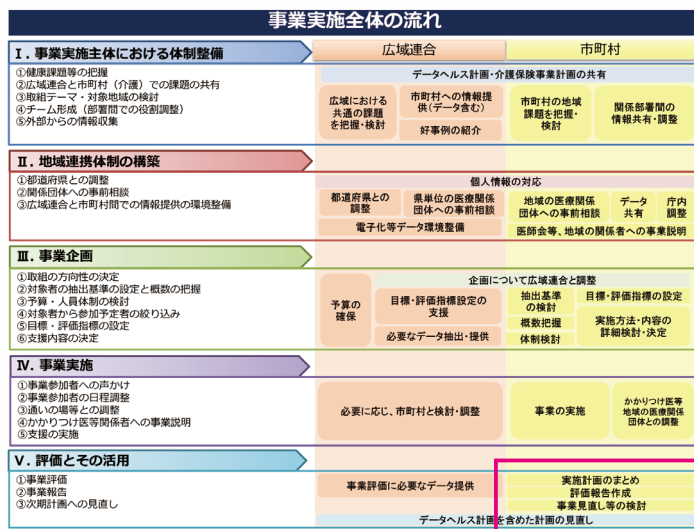 事業実施全体の流れ
Ⅰ．事業実施主体における体制整備
広域連合
市町村
①健康課題等の把握
②広域連合と市町村（介護）での課題の共有
③取組テーマ・対象地域の検討
④チーム形成（部署間での役割調整）
⑤外部からの情報収集
データヘルス計画・介護保険事業計画の共有
広域における
共通の課題
を把握・検討
市町村への情報提
供（データ含む）
好事例の紹介
市町村の地域
課題を把握・
検討
関係部署間の
情報共有・調整
Ⅱ．地域連携体制の構築
①都道府県との調整
②関係団体への事前相談
③広域連合と市町村間での情報提供の環境整備
個人情報の対応
都道府県との
調整
県単位の医療関係
団体への事前相談
電子化等データ環境整備
地域の医療関係
団体への事前相談
データ
共有
庁内
調整
医師会等、地域の関係者への事業説明
Ⅲ．事業企画
①取組の方向性の決定
②対象者の抽出基準の設定と概数の把握
③予算・人員体制の検討
④対象者から参加予定者の絞り込み
⑤目標・評価指標の設定
⑥支援内容の決定
企画について広域連合と調整
予算の
確保
目標・評価指標設定の
支援
必要なデータ抽出・提供
抽出基準
の検討
概数把握
体制検討
目標・評価指標の設定
実施方法・内容の
詳細検討・決定
Ⅳ．事業実施
①事業参加者への声かけ
②事業参加者の日程調整
③通いの場等との調整
④かかりつけ医等関係者への事業説明
⑤支援の実施
必要に応じ、市町村と検討・調整
事業の実施
かかりつけ医等
地域の医療関係
団体との調整
Ⅴ．評価とその活用
①事業評価
②事業報告
③次期計画への見直し
事業評価に必要なデータ提供
実施計画のまとめ
評価報告作成
事業見直し等の検討
データヘルス計画を含めた計画の見直し